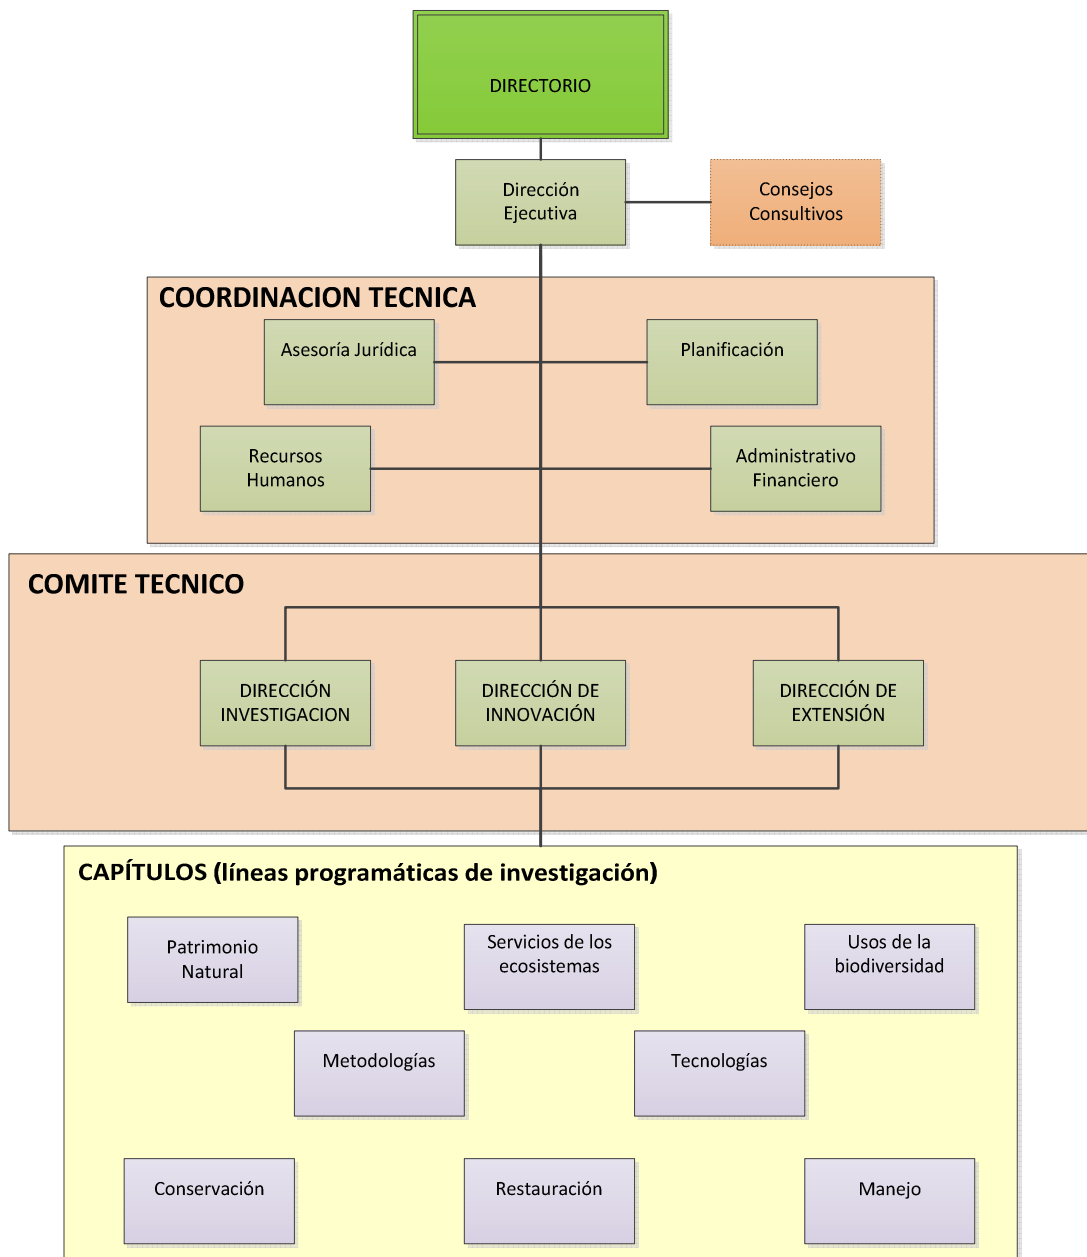 DIRECTORIO
Dirección
Ejecutiva
Consejos
Consultivos
COORDINACION TECNICA
Asesoría Jurídica
Planificación
Recursos
Humanos
Administrativo
Financiero
COMITE TECNICO
DIRECCIÓN
INVESTIGACION
DIRECCIÓN DE
INNOVACIÓN
DIRECCIÓN DE
EXTENSIÓN
CAPÍTULOS (líneas programáticas de investigación)
Patrimonio
Natural
Servicios de los
ecosistemas
Usos de la
biodiversidad
Metodologías
Tecnologías
Conservación
Restauración
Manejo